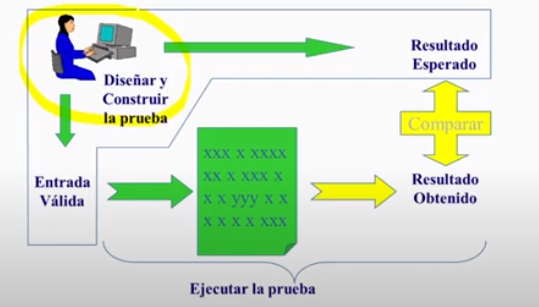 Diseñar y
Construir
la prueba
Resultado
Esperado
Comparar
Entrada
Válida
xxx x xxxx
xx x xxx x
x x yyy x x
x x x x xxx
Resultado
Obtenido
Ejecutar la prueba